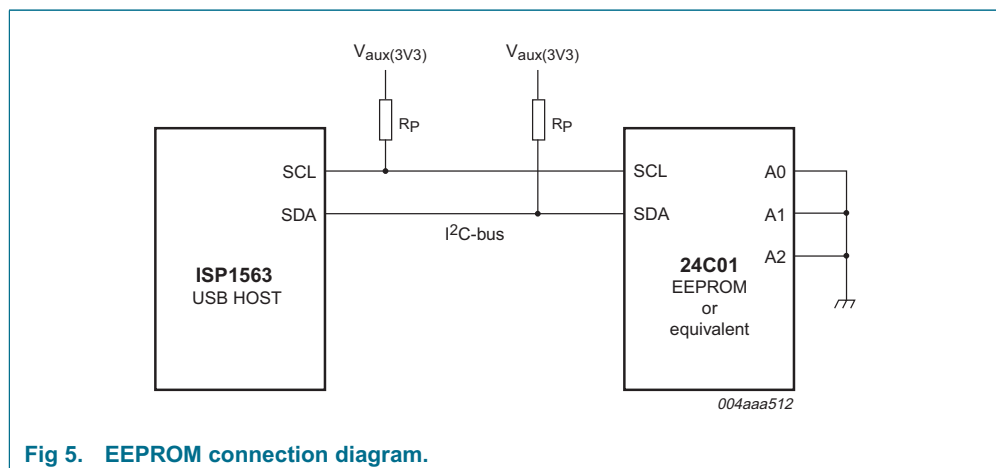 Vaux(3V3) Vaux(3V3)
RP RP
SCL SCL A0
SDA SDA A1
I2C-bus A2
ISP1563
USB HOST
24C01
EEPROM
or
equivalent
004aaa512
Fig 5. EEPROM connection diagram.